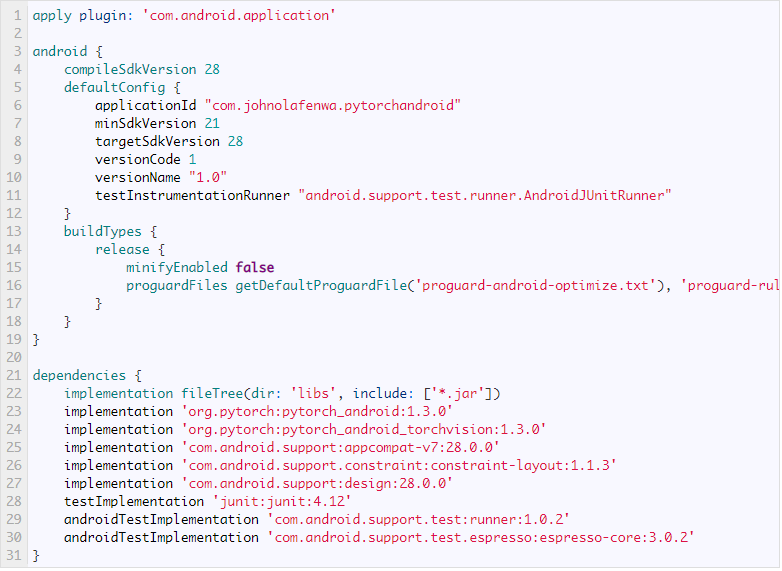 1 apply plugin: 'com.android.application'
2
3 android {
4     compileSdkVersion 28
5     defaultConfig {
6         applicationId "com.johnolafenwa.pytorchandroid"
7         minSdkVersion 21
8         targetSdkVersion 28
9         versionCode 1
10         versionName "1.0"
11         testInstrumentationRunner "android.support.test.runner.AndroidJUnitRunner"
12     }
13     buildTypes {
14         release {
15             minifyEnabled false
16             proguardFiles getDefaultProguardFile('proguard-android-optimize.txt'), 'proguard-rul
17         }
18     }
19 }
20
21 dependencies {
22     implementation fileTree(dir: 'libs', include: ['*.jar'])
23     implementation 'org.pytorch:pytorch_android:1.3.0'
24     implementation 'org.pytorch:pytorch_android_torchvision:1.3.0'
25     implementation 'com.android.support:appcompat-v7:28.0.0'
26     implementation 'com.android.support.constraint:constraint-layout:1.1.3'
27     implementation 'com.android.support:design:28.0.0'
28     testImplementation 'junit:junit:4.12'
29     androidTestImplementation 'com.android.support.test:runner:1.0.2'
30     androidTestImplementation 'com.android.support.test.espresso:espresso-core:3.0.2'
31 }